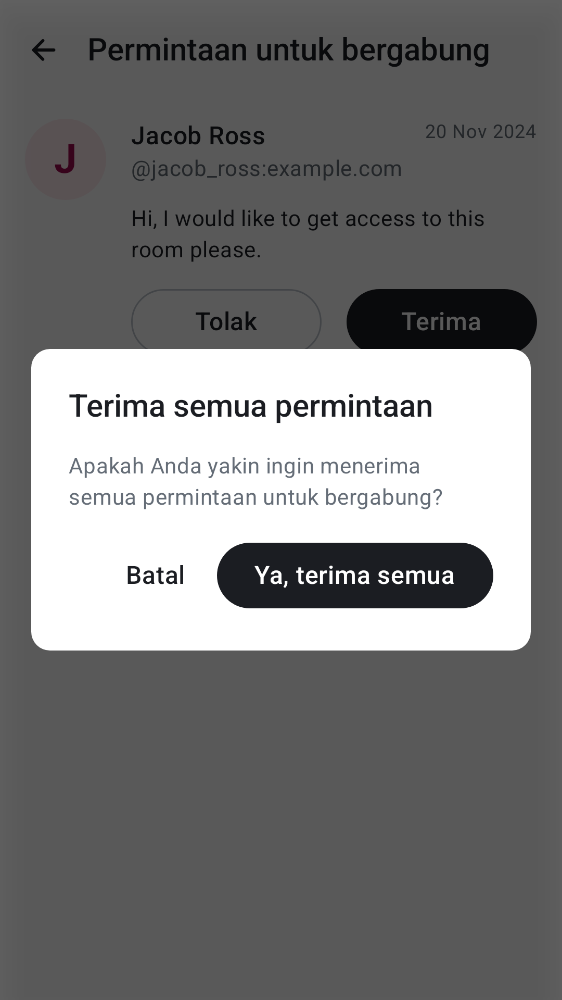 Permintaan untuk bergabung
J
Jacob Ross
20 Nov 2024
@jacob_ross:example.com
Hi, I would like to get access to this
room please.
Tolak
Terima
Terima semua permintaan
Apakah Anda yakin ingin menerima
semua permintaan untuk bergabung?
Batal
Ya, terima semua